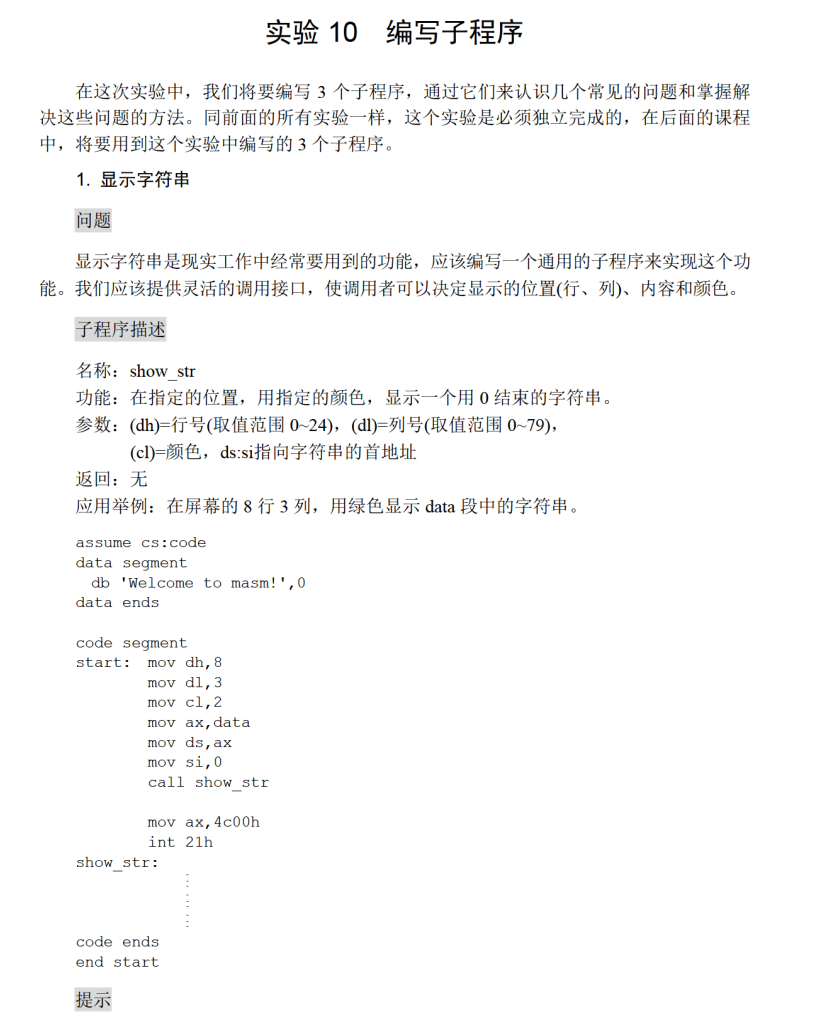 实验 10 编写子程序
在这次实验中，我们将要编写 3 个子程序，通过它们来认识几个常见的问题和掌握解
决这些问题的方法。同前面的所有实验一样，这个实验是必须独立完成的，在后面的课程
中，将要用到这个实验中编写的 3 个子程序。
1. 显示字符串
问题
显示字符串是现实工作中经常要用到的功能，应该编写一个通用的子程序来实现这个功
能。我们应该提供灵活的调用接口，使调用者可以决定显示的位置(行、列)、内容和颜色。
子程序描述
名称：show_str
功能：在指定的位置，用指定的颜色，显示一个用 0 结束的字符串。
参数：(dh)=行号(取值范围 0~24)，(dl)=列号(取值范围 0~79)，
(cl)=颜色，ds:si指向字符串的首地址
返回：无
应用举例：在屏幕的 8 行 3 列，用绿色显示 data 段中的字符串。
assume cs:code
data segment
db 'Welcome to masm!',0
data ends
code segment
start: mov dh,8
mov dl,3
mov cl,2
mov ax,data
mov ds,ax
mov si,0
call show_str
mov ax,4c00h
int 21h
show_str:
code ends
end start
提示